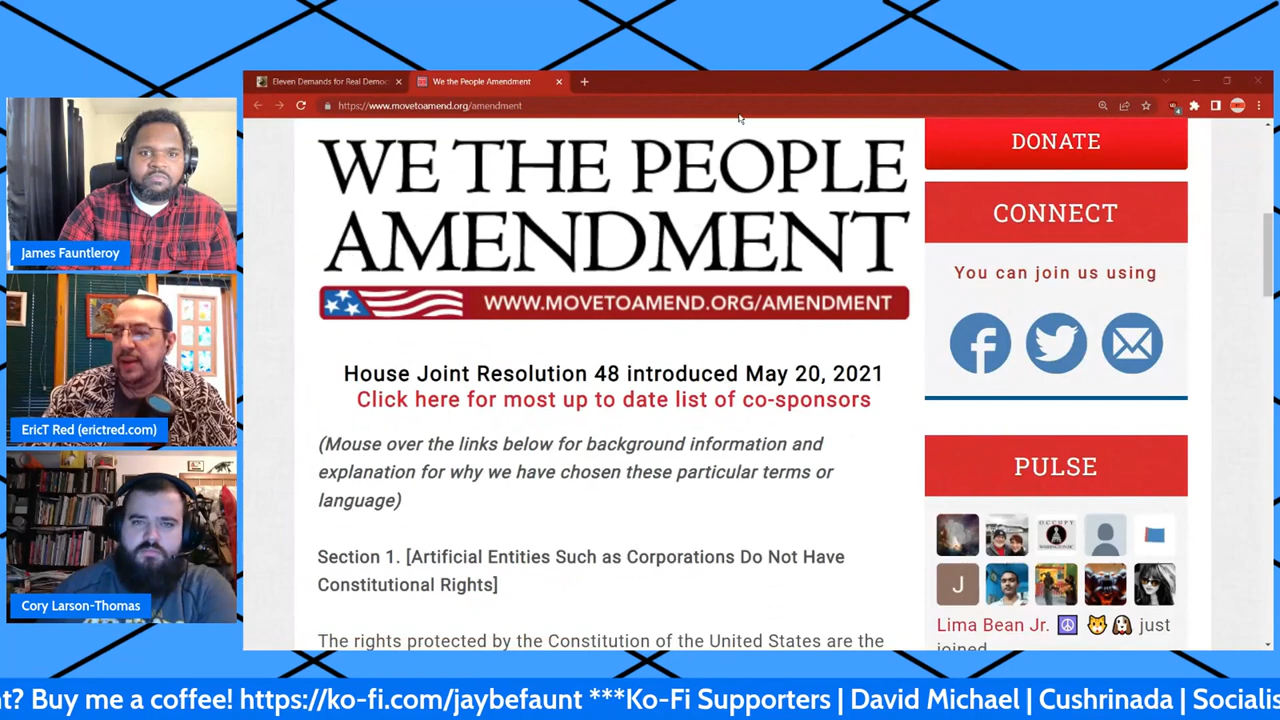 Eleven Demands for Real Democ
We the People Amendment
https://www.movetoamend.org/amendment
WE THE PEOPLE
AMENDMENT
WWW.MOVETOAMEND.ORG/AMENDMENT
House Joint Resolution 48 introduced May 20, 2021
Click here for most up to date list of co-sponsors
(Mouse over the links below for background information and
explanation for why we have chosen these particular terms or
language)
Section 1. [Artificial Entities Such as Corporations Do Not Have
Constitutional Rights]
The rights protected by the Constitution of the United States are the
DONATE
CONNECT
You can join us using
PULSE
OCCUPY
J
Lima Bean Jr. ☮️ 🐱 🐶 just
joined
James Fauntleroy
EricT Red (erictred.com)
Cory Larson-Thomas
nt? Buy me a coffee! https://ko-fi.com/jaybefaunt ***Ko-Fi Supporters | David Michael | Cushrinada | Socialis